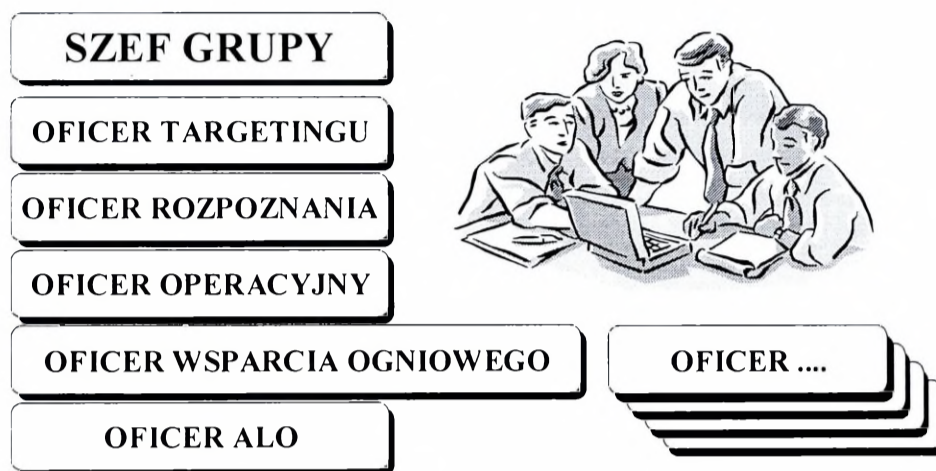 SZEF GRUPY
OFICER TARGETINGU
OFICER ROZPOZNANIA
OFICER OPERACYJNY
OFICER WSPARCIA OGNIOWEGO
OFICER ....
OFICER ALO